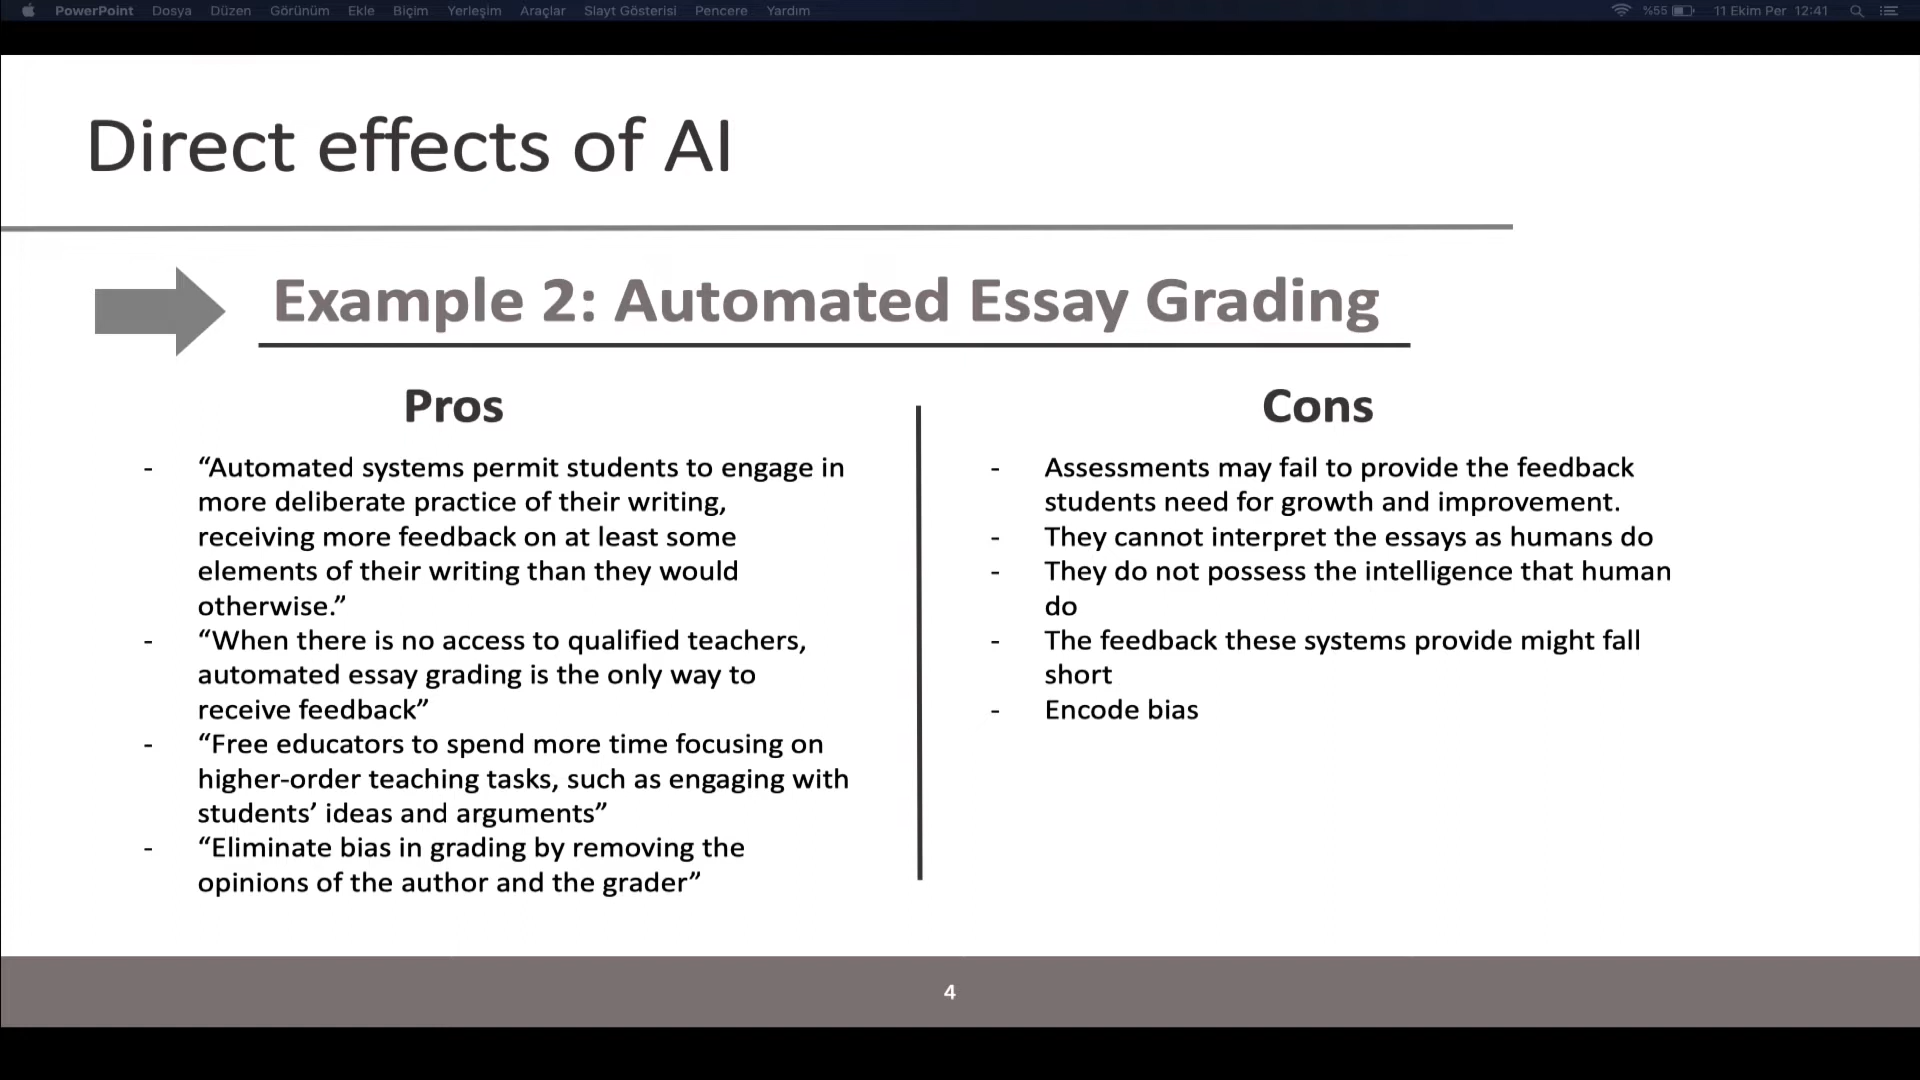 PowerPoint Dosya Düzen Görünüm Ekle Biçim Yerleşim Araçlar Slayt Gösterisi Pencere Yardım %55 11 Ekim Per 12:41
Direct effects of AI
Example 2: Automated Essay Grading
Pros
- “Automated systems permit students to engage in
more deliberate practice of their writing,
receiving more feedback on at least some
elements of their writing than they would
otherwise.”
- “When there is no access to qualified teachers,
automated essay grading is the only way to
receive feedback”
- “Free educators to spend more time focusing on
higher-order teaching tasks, such as engaging with
students’ ideas and arguments”
- “Eliminate bias in grading by removing the
opinions of the author and the grader”
Cons
- Assessments may fail to provide the feedback
students need for growth and improvement.
- They cannot interpret the essays as humans do
- They do not possess the intelligence that human
do
- The feedback these systems provide might fall
short
- Encode bias
4